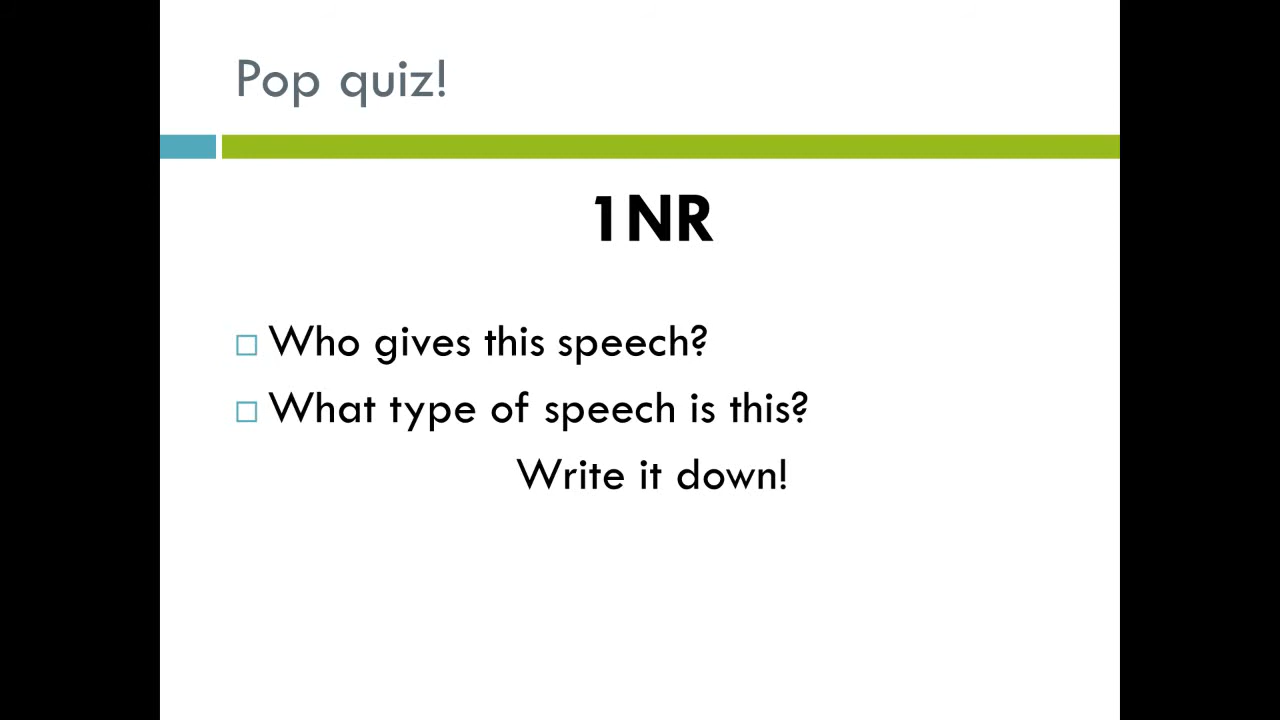 Pop quiz!
1NR
Who gives this speech?
What type of speech is this?
Write it down!